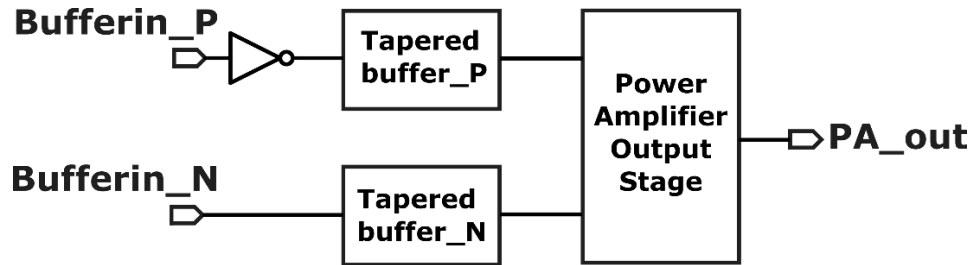 Bufferin_P
Tapered
buffer_P
Power
Amplifier
Output
Stage
PA_out
Bufferin_N
Tapered
buffer_N